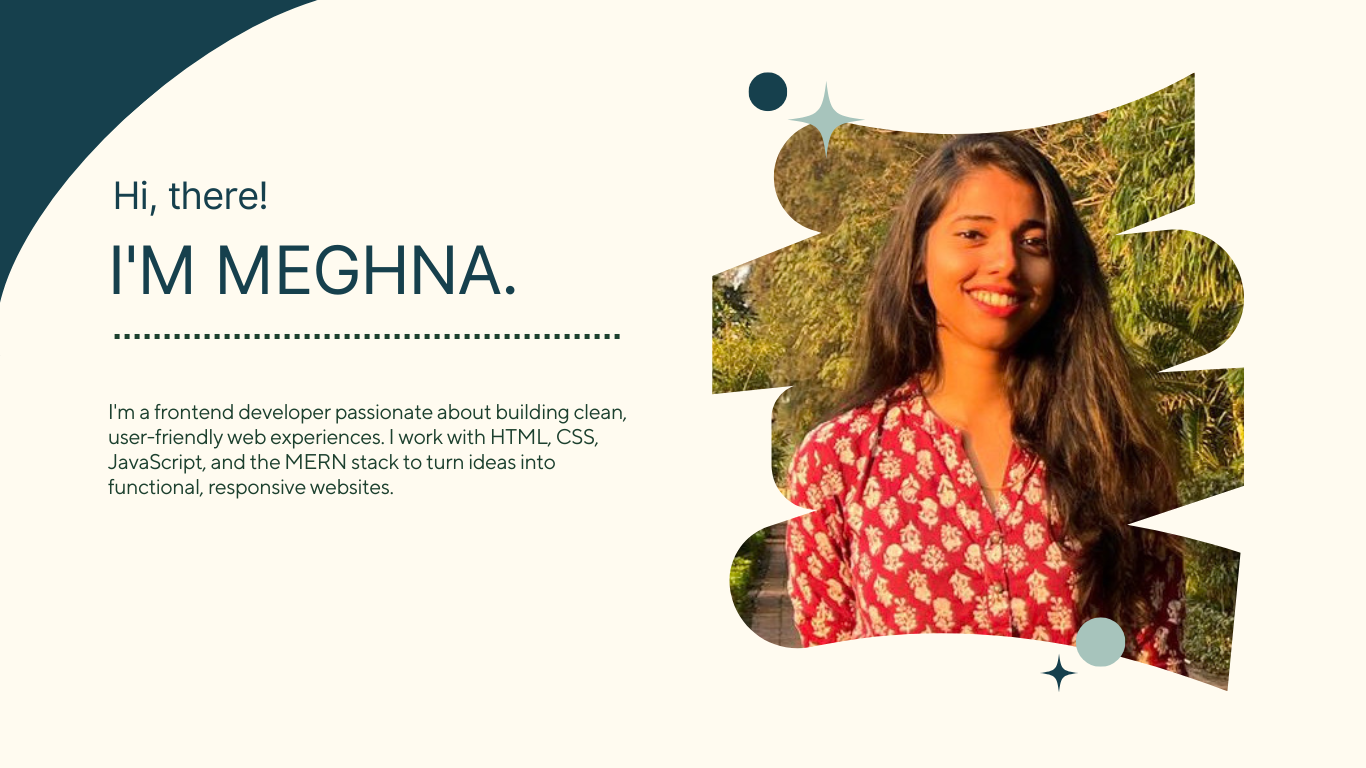 Hi, there!
I'M MEGHNA.
I'm a frontend developer passionate about building clean,
user-friendly web experiences. I work with HTML, CSS,
JavaScript, and the MERN stack to turn ideas into
functional, responsive websites.